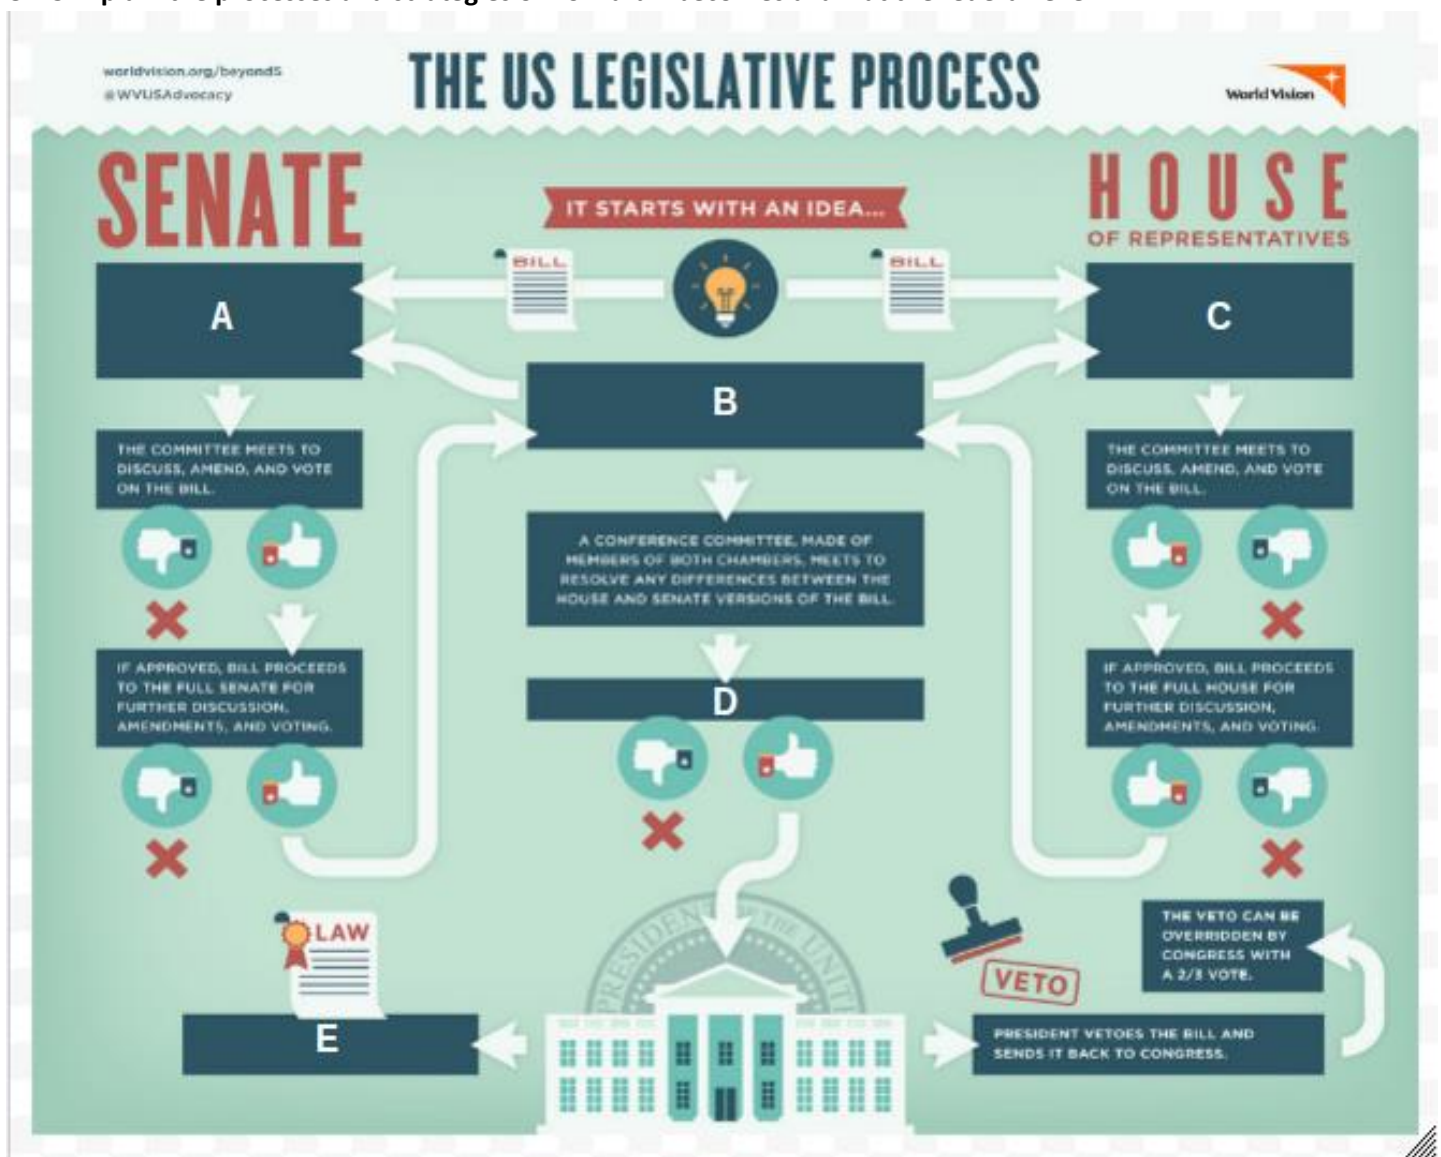 worldvision.org/beyond5
@WVUSAdvocacy
THE US LEGISLATIVE PROCESS
World Vision
SENATE
IT STARTS WITH AN IDEA...
HOUSE
OF REPRESENTATIVES
BILL
BILL
A
B
C
THE COMMITTEE MEETS TO
DISCUSS, AMEND, AND VOTE
ON THE BILL.
THE COMMITTEE MEETS TO
DISCUSS, AMEND, AND VOTE
ON THE BILL.
A CONFERENCE COMMITTEE, MADE OF
MEMBERS OF BOTH CHAMBERS, MEETS TO
RESOLVE ANY DIFFERENCES BETWEEN THE
HOUSE AND SENATE VERSIONS OF THE BILL.
IF APPROVED, BILL PROCEEDS
TO THE FULL SENATE FOR
FURTHER DISCUSSION,
AMENDMENTS, AND VOTING.
D
IF APPROVED, BILL PROCEEDS
TO THE FULL HOUSE FOR
FURTHER DISCUSSION,
AMENDMENTS, AND VOTING.
LAW
E
PRESIDENT OF THE UNIT
VETO
THE VETO CAN BE
OVERRIDDEN BY
CONGRESS WITH
A 2/3 VOTE.
PRESIDENT VETOES THE BILL AND
SENDS IT BACK TO CONGRESS.